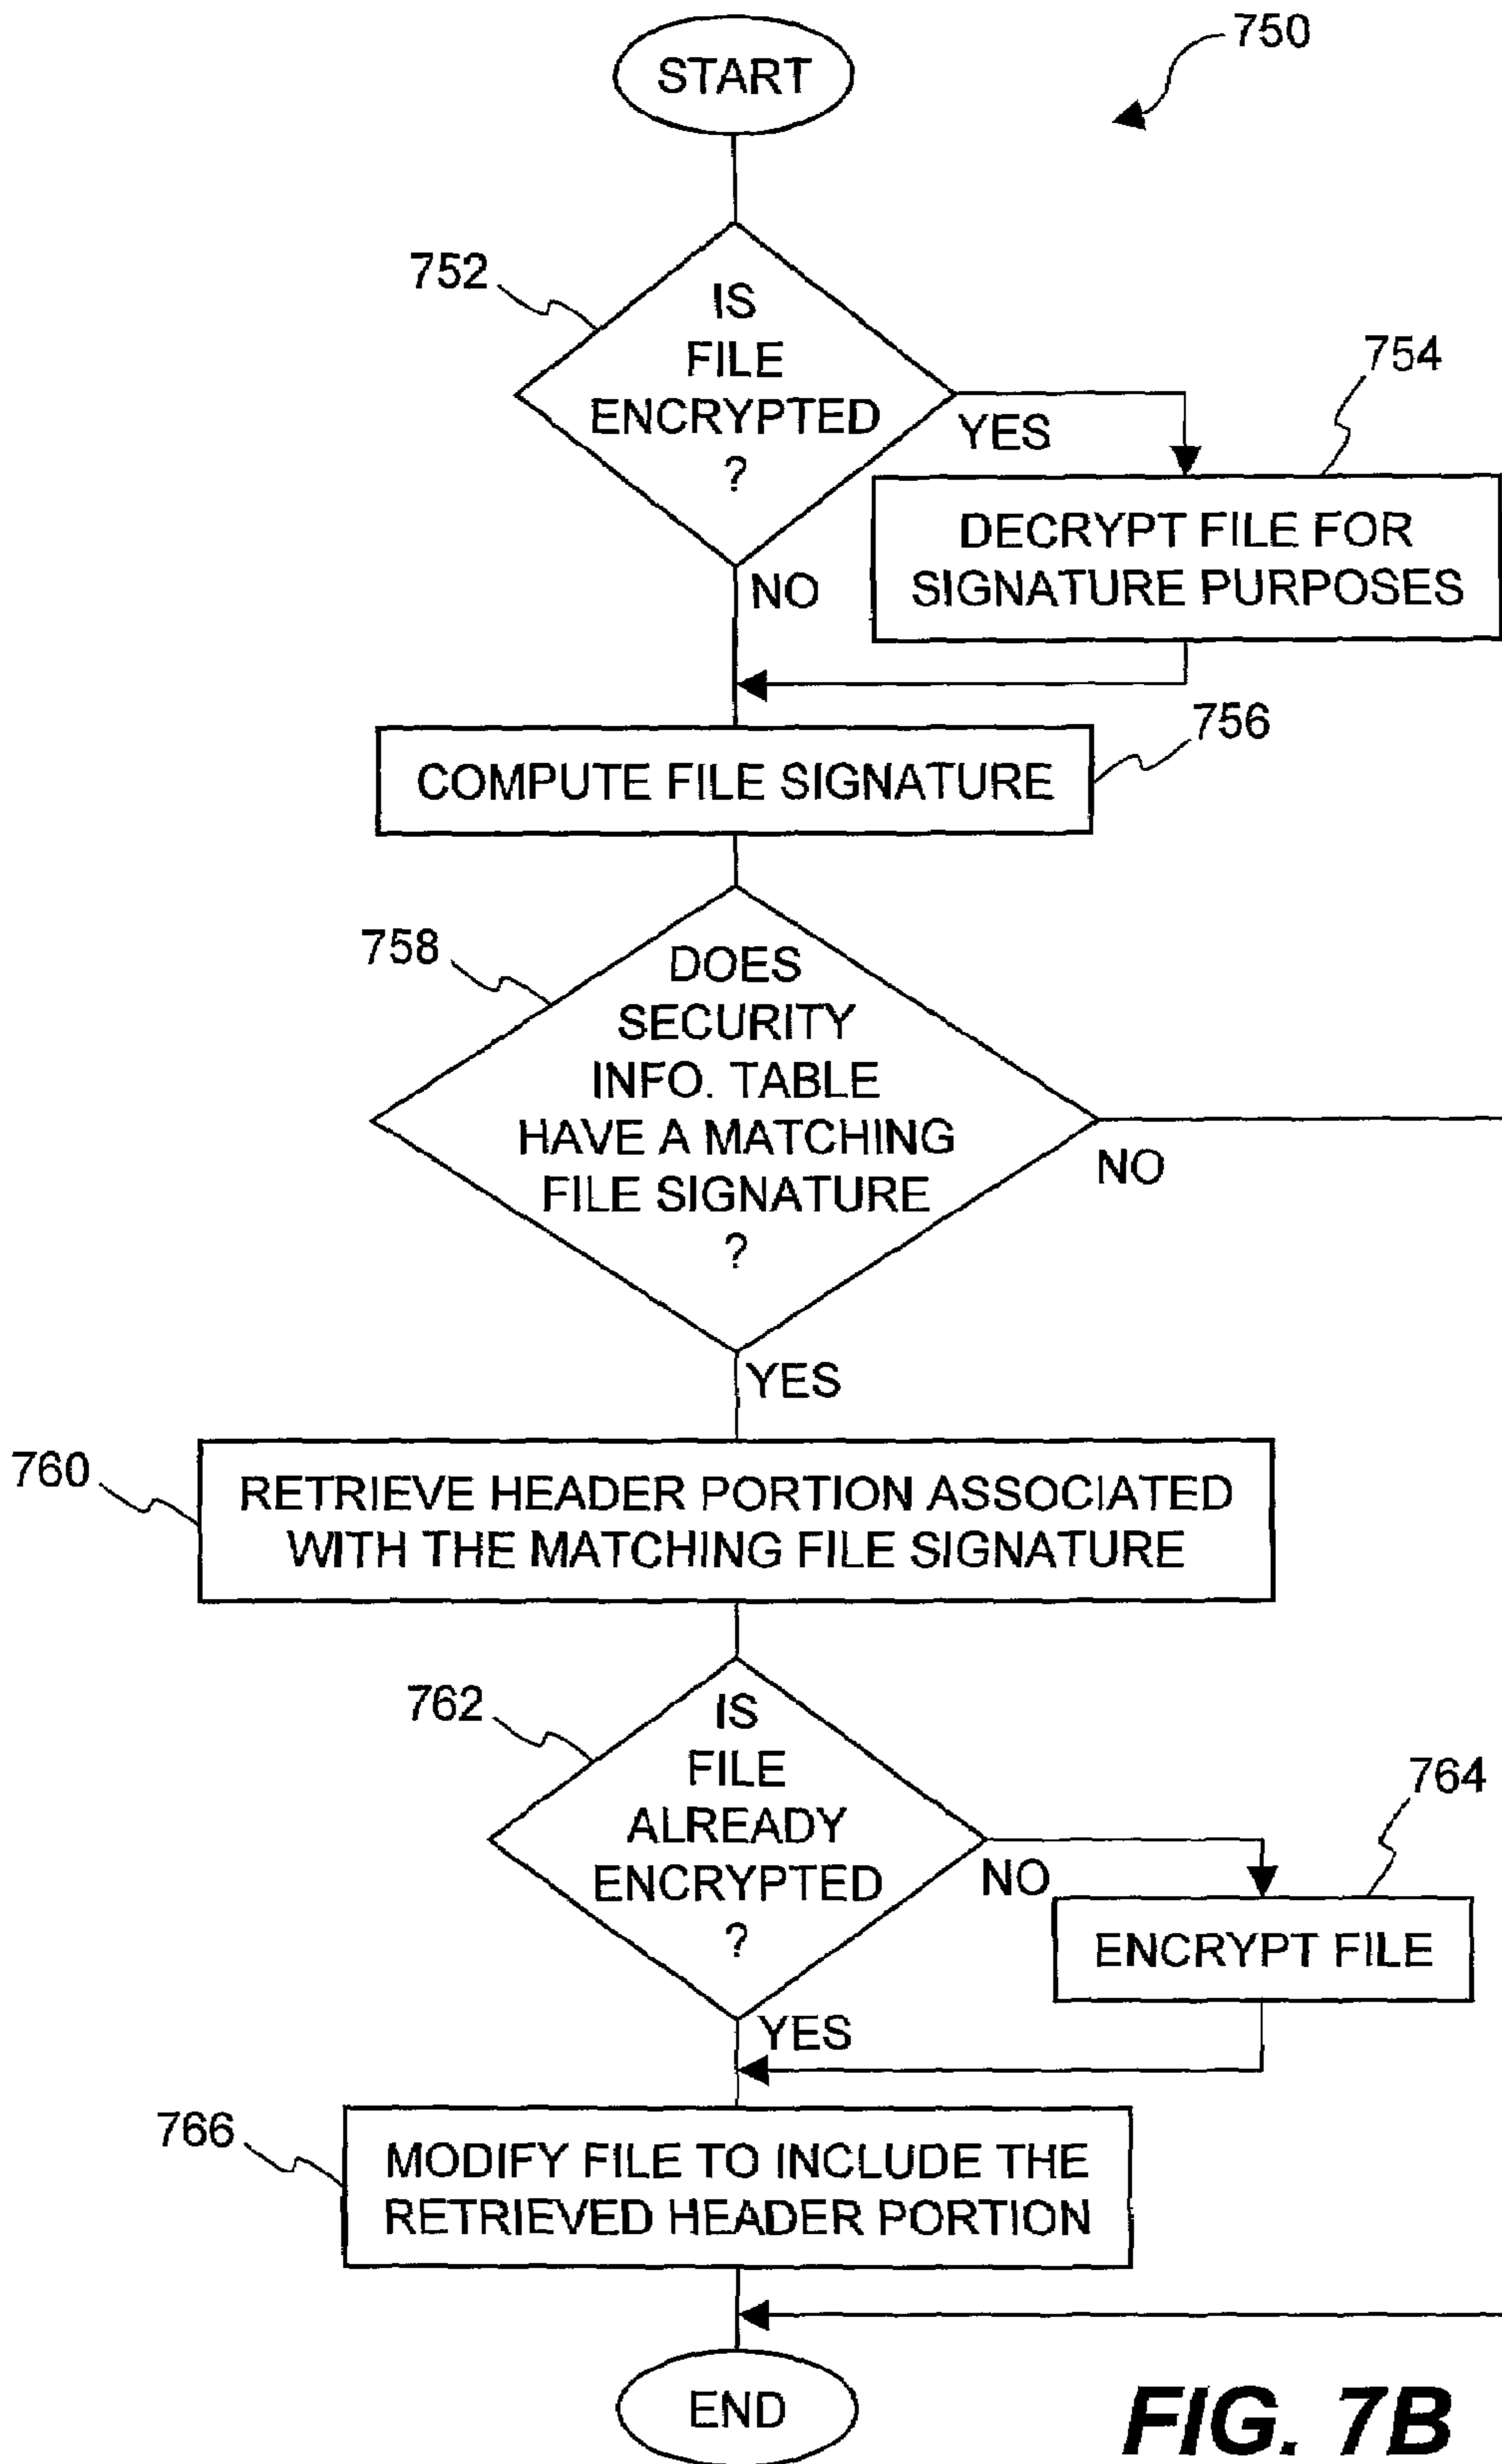 750
START
752
IS
FILE
ENCRYPTED
?
YES
754
DECRYPT FILE FOR
SIGNATURE PURPOSES
NO
756
COMPUTE FILE SIGNATURE
758
DOES
SECURITY
INFO. TABLE
HAVE A MATCHING
FILE SIGNATURE
?
NO
YES
760
RETRIEVE HEADER PORTION ASSOCIATED
WITH THE MATCHING FILE SIGNATURE
762
IS
FILE
ALREADY
ENCRYPTED
?
NO
764
ENCRYPT FILE
YES
766
MODIFY FILE TO INCLUDE THE
RETRIEVED HEADER PORTION
END
FIG. 7B